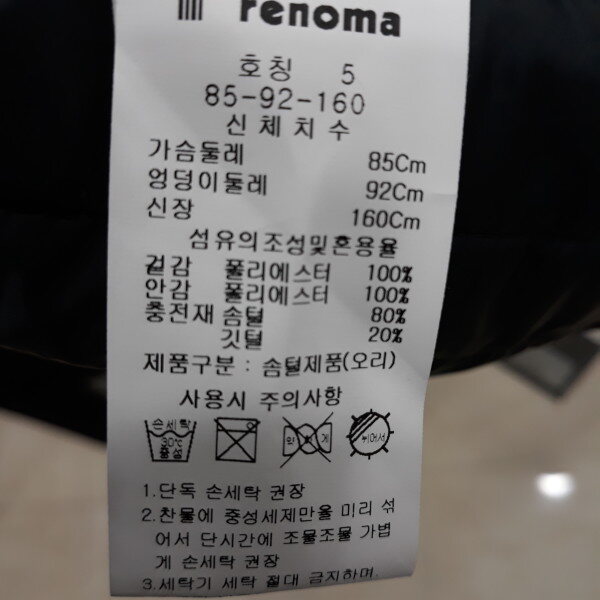 renoma
호칭 5
85-92-160
신체치수
가슴둘레 85Cm
엉덩이둘레 92Cm
신장 160Cm
섬유의조성및혼용율
겉감 폴리에스터 100%
안감 폴리에스터 100%
충전재 솜털 80%
깃털 20%
제품구분 : 솜털제품(오리)
사용시 주의사항
손세탁
30℃
중성
약하게
뉘어서
1.단독 손세탁 권장
2.찬물에 중성세제만을 미리 섞
어서 단시간에 조물조물 가볍
게 손세탁 권장
3.세탁기 세탁 절대 금지하며,